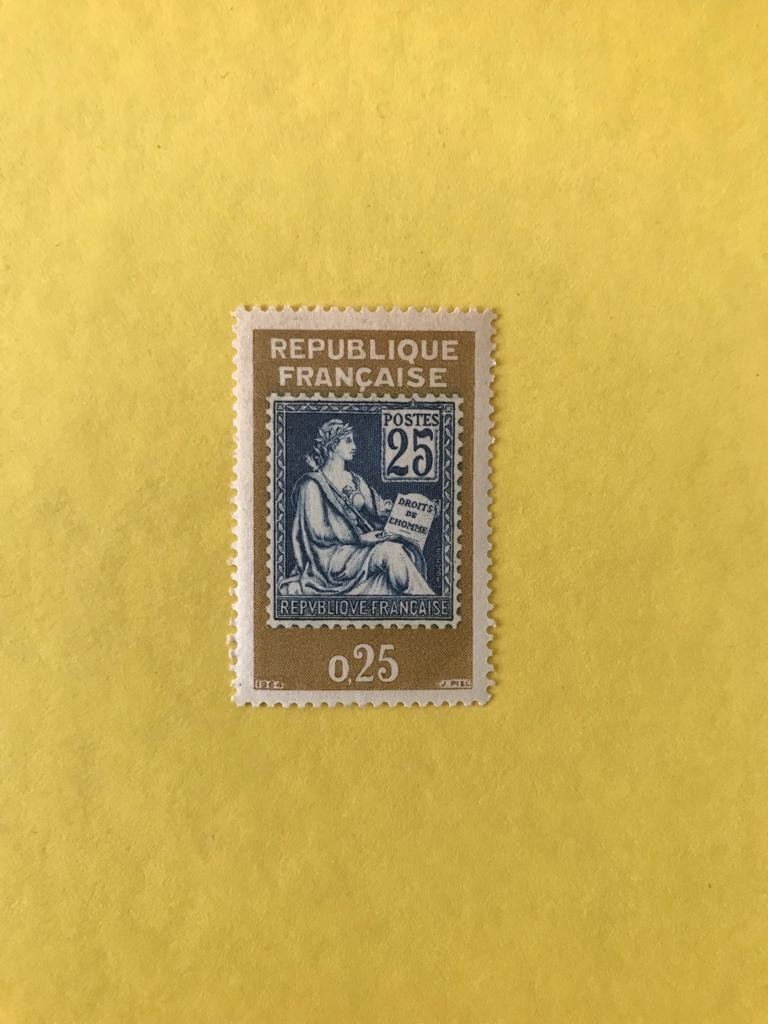 REPUBLIQUE
FRANÇAISE
POSTES
25
DROITS
DE
L'HOMME
REPVBLIQVE FRANÇAISE
0,25
1964
J. PIEL